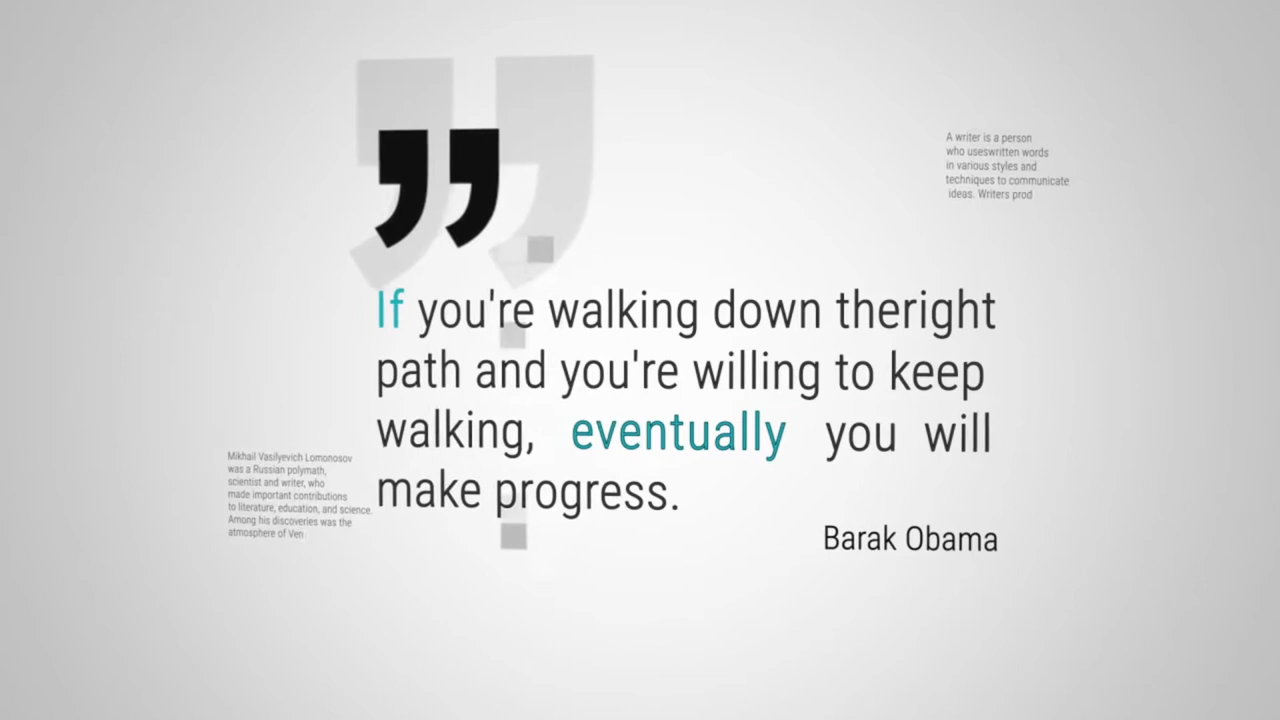 A writer is a person
who useswritten words
in various styles and
techniques to communicate
ideas. Writers prod
If you're walking down theright
path and you're willing to keep
walking, eventually you will
make progress.
Barak Obama
Mikhail Vasilyevich Lomonosov
was a Russian polymath,
scientist and writer, who
made important contributions
to literature, education, and science.
Among his discoveries was the
atmosphere of Ven